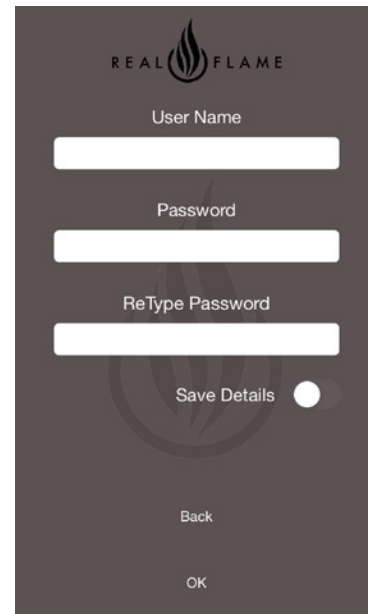 REAL FLAME
User Name
Password
ReType Password
Save Details
Back
OK